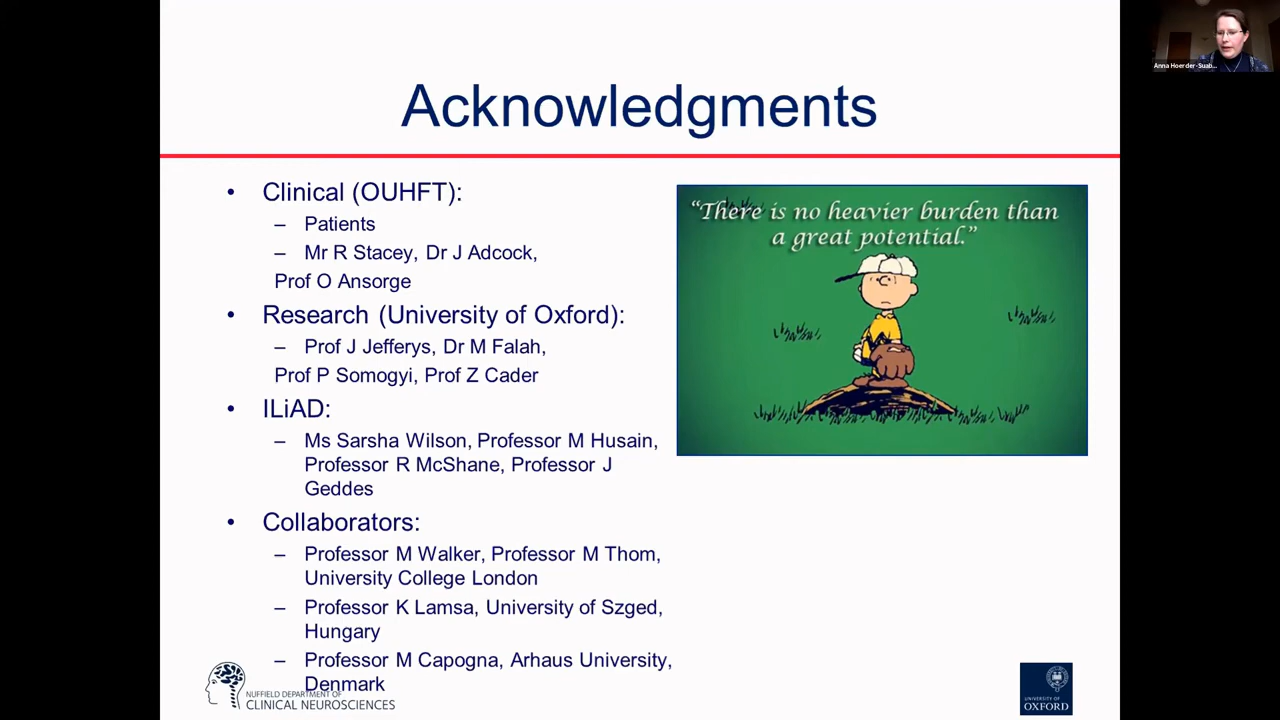 Anna Hoerder-Suab...
Acknowledgments
• Clinical (OUHFT):
– Patients
– Mr R Stacey, Dr J Adcock,
Prof O Ansorge
• Research (University of Oxford):
– Prof J Jefferys, Dr M Falah,
Prof P Somogyi, Prof Z Cader
• ILiAD:
– Ms Sarsha Wilson, Professor M Husain,
Professor R McShane, Professor J
Geddes
• Collaborators:
– Professor M Walker, Professor M Thom,
University College London
– Professor K Lamsa, University of Szged,
Hungary
– Professor M Capogna, Arhaus University,
Denmark
“There is no heavier burden than
a great potential.”
NUFFIELD DEPARTMENT OF
CLINICAL NEUROSCIENCES
UNIVERSITY OF
OXFORD